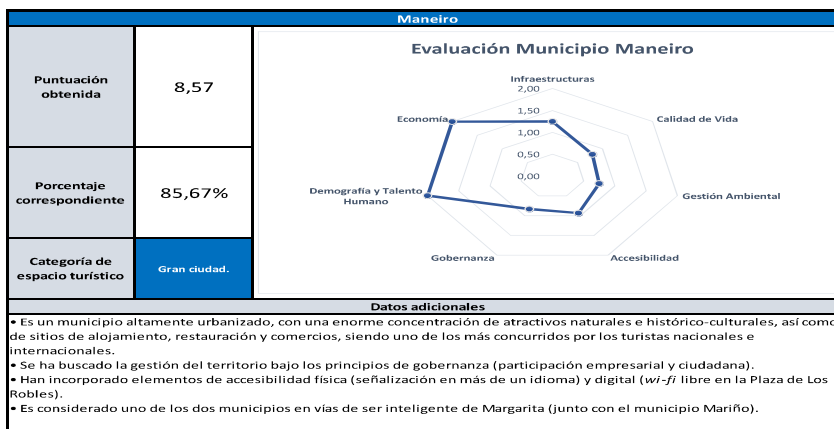 Maneiro
Puntuación
obtenida
8,57
Porcentaje
correspondiente
85,67%
Categoría de
espacio turístico
Gran ciudad.
Evaluación Municipio Maneiro
Infraestructuras
2,00
1,50
1,00
0,50
0,00
Economía
Calidad de Vida
Demografía y Talento
Humano
Gestión Ambiental
Gobernanza
Accesibilidad
Datos adicionales
• Es un municipio altamente urbanizado, con una enorme concentración de atractivos naturales e histórico-culturales, así como
de sitios de alojamiento, restauración y comercios, siendo uno de los más concurridos por los turistas nacionales e
internacionales.
• Se ha buscado la gestión del territorio bajo los principios de gobernanza (participación empresarial y ciudadana).
• Han incorporado elementos de accesibilidad física (señalización en más de un idioma) y digital (wi-fi libre en la Plaza de Los
Robles).
• Es considerado uno de los dos municipios en vías de ser inteligente de Margarita (junto con el municipio Mariño).